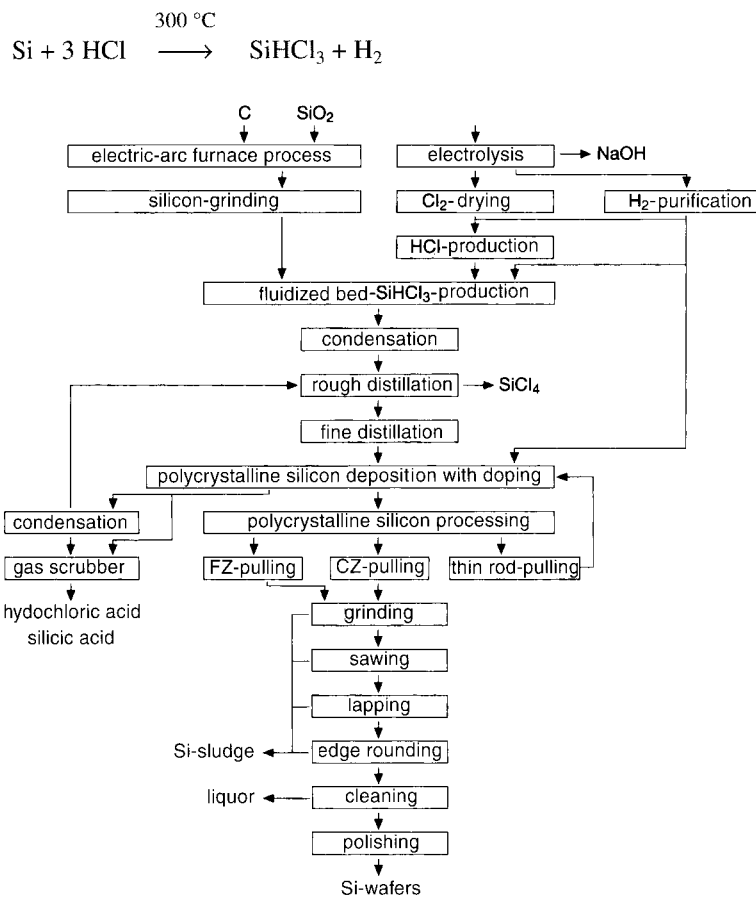 300 °C
Si + 3 HCl ⟶ SiHCl₃ + H₂
C SiO₂
electric-arc furnace process electrolysis NaOH
silicon-grinding Cl₂-drying H₂-purification
HCl-production
fluidized bed-SiHCl₃-production
condensation
rough distillation SiCl₄
fine distillation
polycrystalline silicon deposition with doping
condensation polycrystalline silicon processing
gas scrubber FZ-pulling CZ-pulling thin rod-pulling
hydochloric acid
silicic acid
grinding
sawing
lapping
Si-sludge edge rounding
liquor cleaning
polishing
Si-wafers